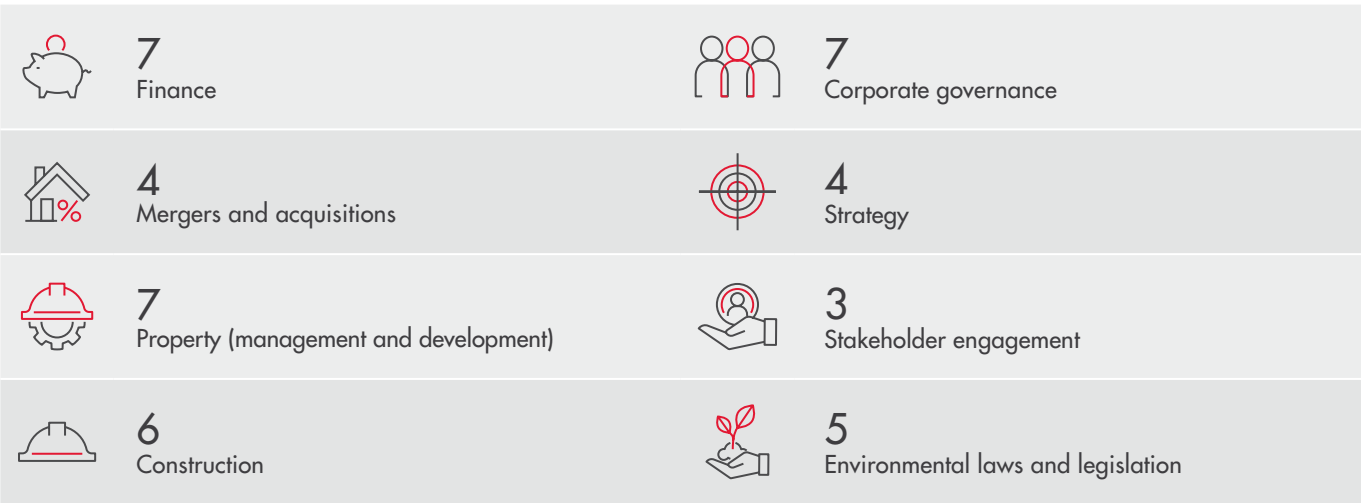 7
Finance
7
Corporate governance
4
Mergers and acquisitions
4
Strategy
7
Property (management and development)
3
Stakeholder engagement
6
Construction
5
Environmental laws and legislation